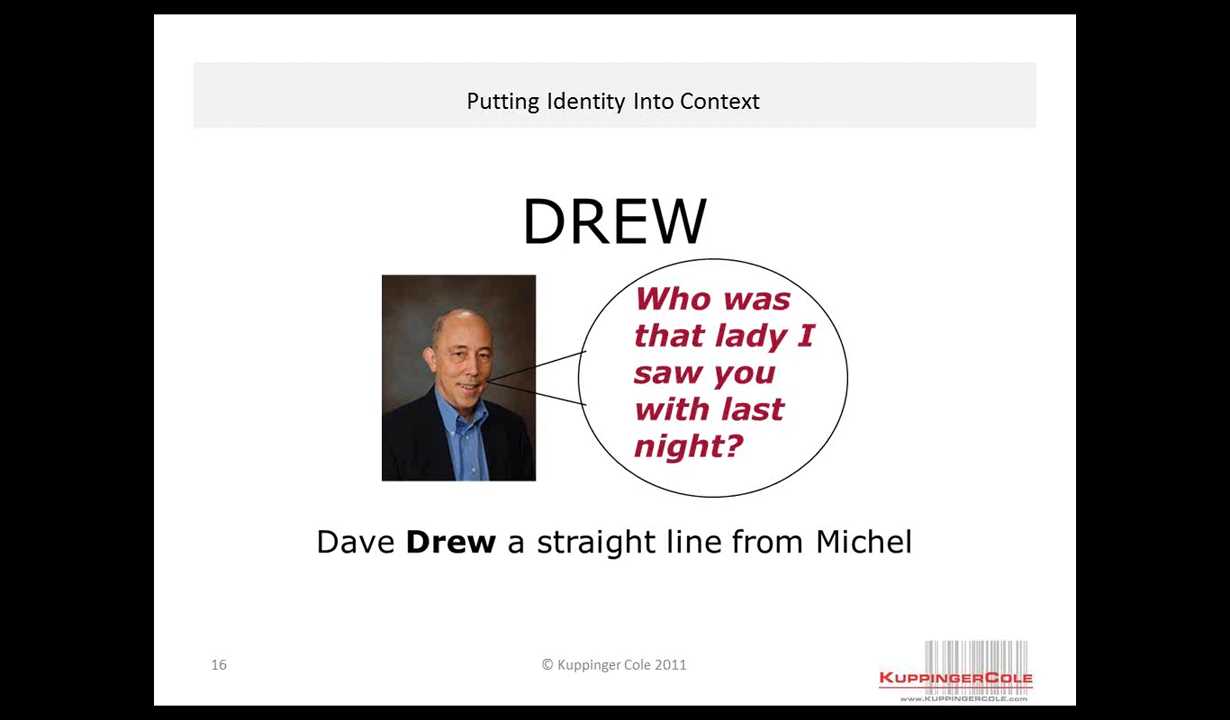 Putting Identity Into Context
DREW
Who was
that lady I
saw you
with last
night?
Dave Drew a straight line from Michel
16
© Kuppinger Cole 2011
KUPPINGERCOLE
www.KUPPINGERCOLE.com